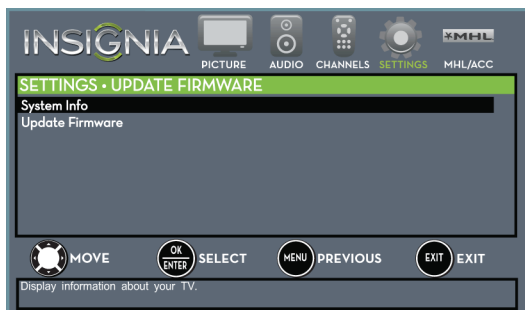 INSIGNIA
PICTURE AUDIO CHANNELS SETTINGS MHL/ACC
MHL
SETTINGS • UPDATE FIRMWARE
System Info
Update Firmware
MOVE OK ENTER SELECT MENU PREVIOUS EXIT EXIT
Display information about your TV.